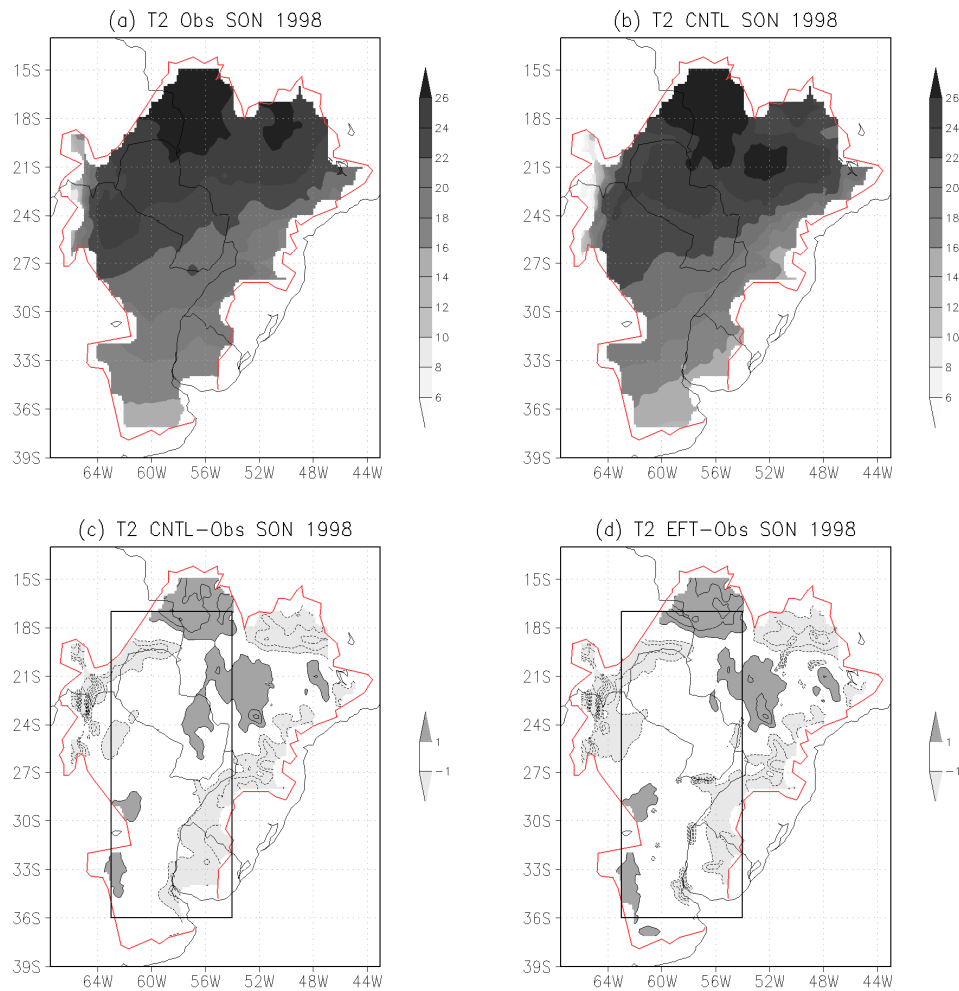 (a) T2 Obs SON 1998
15S
18S
21S
24S
27S
30S
33S
36S
39S
64W 60W 56W 52W 48W 44W
26
24
22
20
18
16
14
12
10
8
6
(b) T2 CNTL SON 1998
15S
18S
21S
24S
27S
30S
33S
36S
39S
64W 60W 56W 52W 48W 44W
26
24
22
20
18
16
14
12
10
8
6
(c) T2 CNTL-Obs SON 1998
15S
18S
21S
24S
27S
30S
33S
36S
39S
64W 60W 56W 52W 48W 44W
1
-1
(d) T2 EFT-Obs SON 1998
15S
18S
21S
24S
27S
30S
33S
36S
39S
64W 60W 56W 52W 48W 44W
1
-1